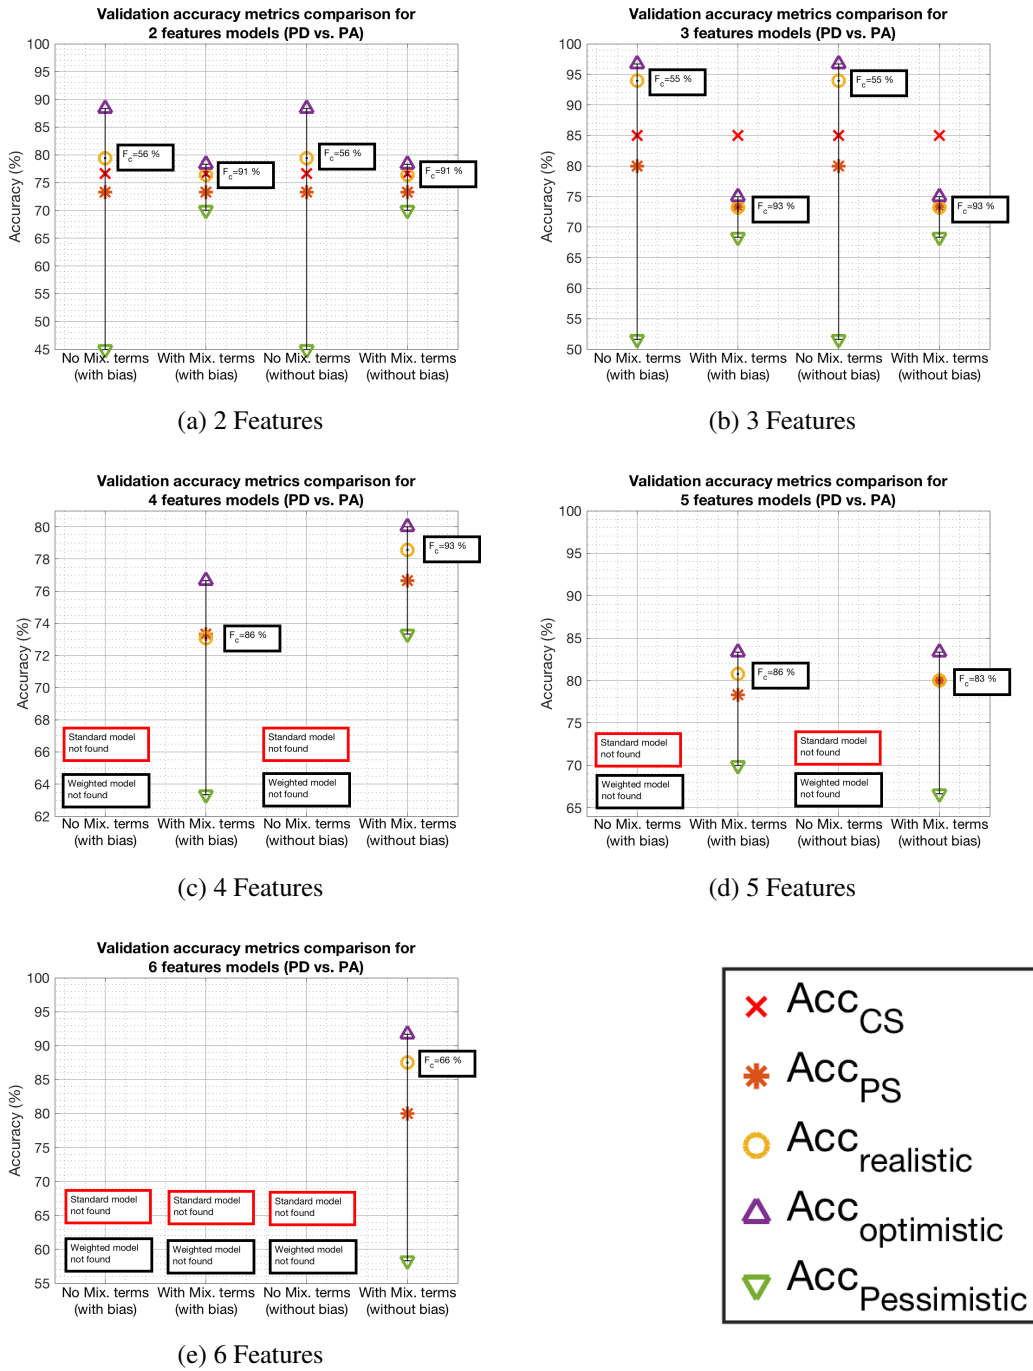 Validation accuracy metrics comparison for
2 features models (PD vs. PA)
Accuracy (%)
100
95
90
85
80
75
70
65
60
55
50
45
F_c=56 %
F_c=91 %
F_c=56 %
F_c=91 %
No Mix. terms With Mix. terms No Mix. terms With Mix. terms
(with bias) (with bias) (without bias) (without bias)
(a) 2 Features
Validation accuracy metrics comparison for
3 features models (PD vs. PA)
Accuracy (%)
100
95
90
85
80
75
70
65
60
55
50
F_c=55 %
F_c=93 %
F_c=55 %
F_c=93 %
No Mix. terms With Mix. terms No Mix. terms With Mix. terms
(with bias) (with bias) (without bias) (without bias)
(b) 3 Features
Validation accuracy metrics comparison for
4 features models (PD vs. PA)
Accuracy (%)
80
78
76
74
72
70
68
66
64
62
F_c=86 %
F_c=93 %
Standard model
not found
Weighted model
not found
Standard model
not found
Weighted model
not found
No Mix. terms With Mix. terms No Mix. terms With Mix. terms
(with bias) (with bias) (without bias) (without bias)
(c) 4 Features
Validation accuracy metrics comparison for
5 features models (PD vs. PA)
Accuracy (%)
100
95
90
85
80
75
70
65
F_c=86 %
F_c=83 %
Standard model
not found
Weighted model
not found
Standard model
not found
Weighted model
not found
No Mix. terms With Mix. terms No Mix. terms With Mix. terms
(with bias) (with bias) (without bias) (without bias)
(d) 5 Features
Validation accuracy metrics comparison for
6 features models (PD vs. PA)
Accuracy (%)
100
95
90
85
80
75
70
65
60
55
F_c=66 %
Standard model
not found
Weighted model
not found
Standard model
not found
Weighted model
not found
Standard model
not found
Weighted model
not found
No Mix. terms With Mix. terms No Mix. terms With Mix. terms
(with bias) (with bias) (without bias) (without bias)
(e) 6 Features
Acc_CS
Acc_PS
Acc_realistic
Acc_optimistic
Acc_Pessimistic